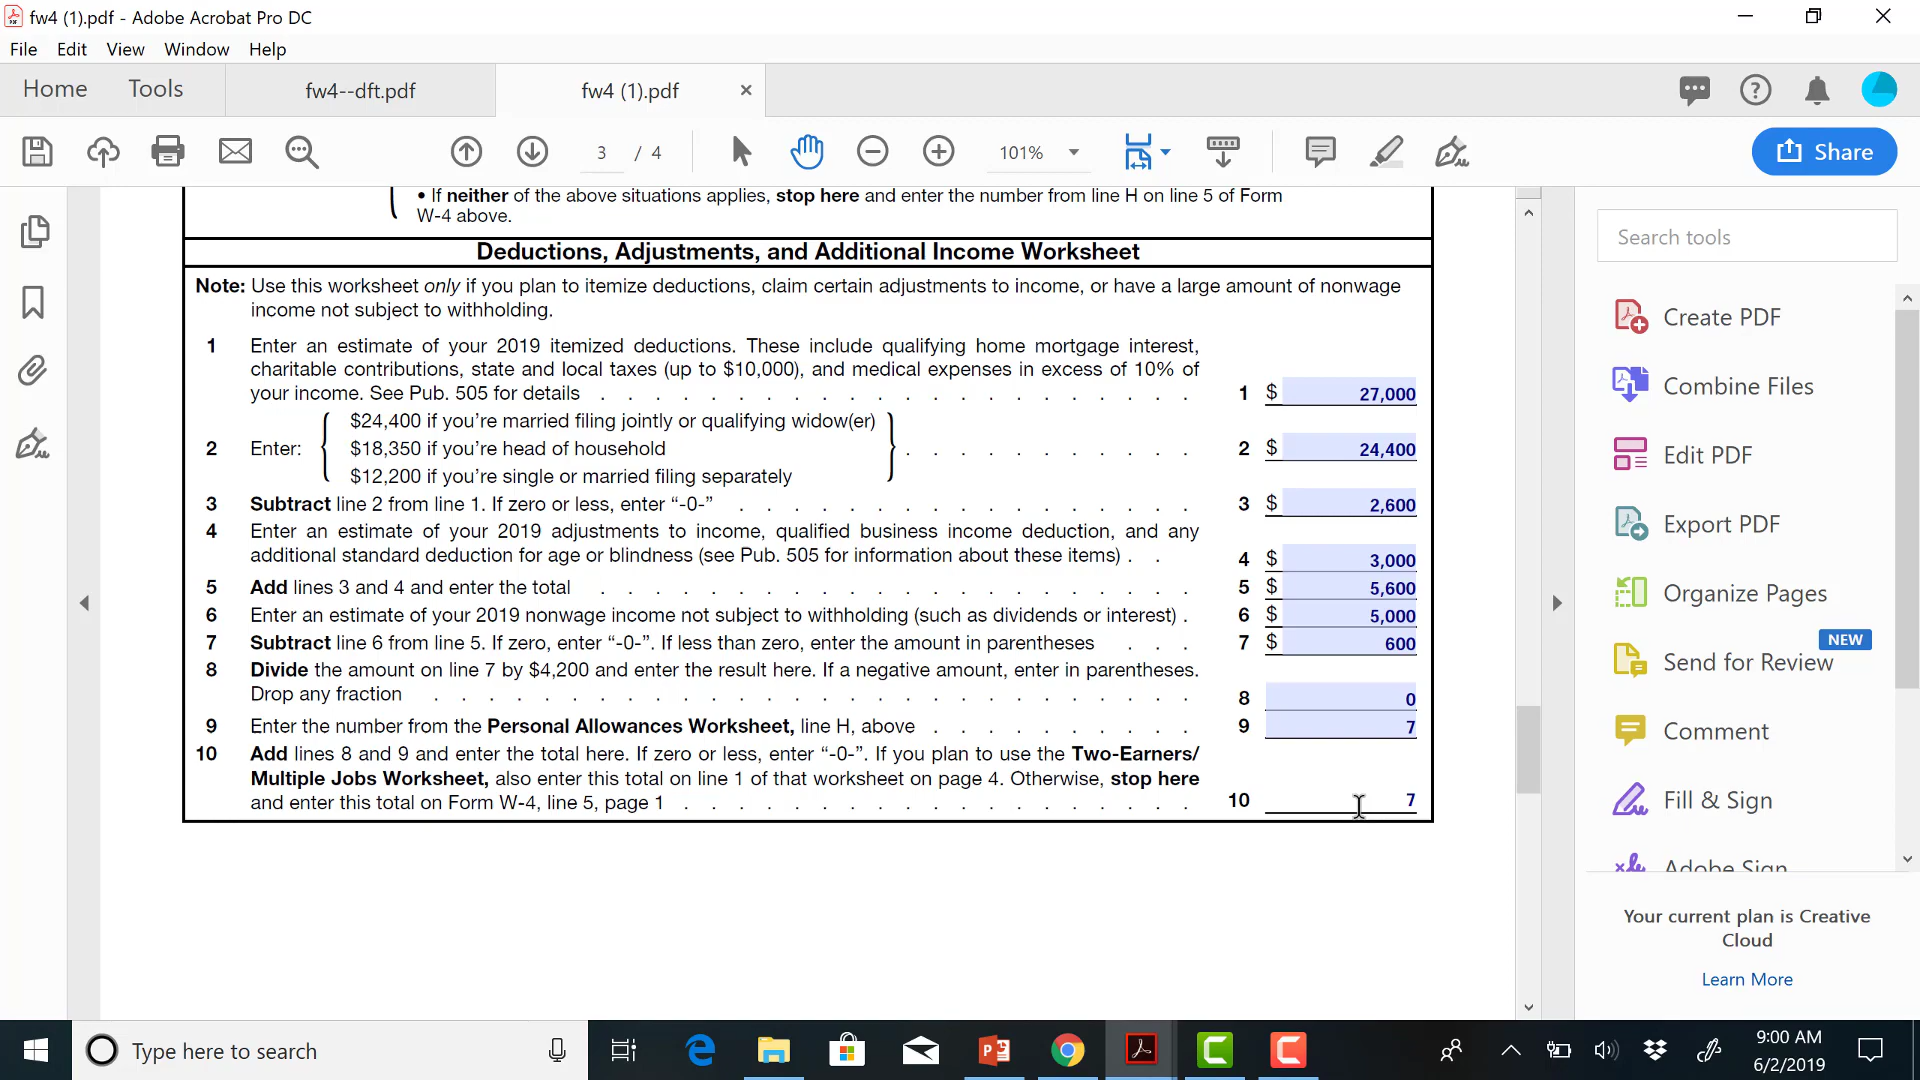 fw4 (1).pdf - Adobe Acrobat Pro DC
File Edit View Window Help
Home Tools fw4--dft.pdf fw4 (1).pdf ×
3 / 4 101% Share
• If neither of the above situations applies, stop here and enter the number from line H on line 5 of Form
W-4 above.
Deductions, Adjustments, and Additional Income Worksheet
Note: Use this worksheet only if you plan to itemize deductions, claim certain adjustments to income, or have a large amount of nonwage
income not subject to withholding.
1 Enter an estimate of your 2019 itemized deductions. These include qualifying home mortgage interest,
charitable contributions, state and local taxes (up to $10,000), and medical expenses in excess of 10% of
your income. See Pub. 505 for details . . . . . . . . . . . . . . . . . . . . . . 1 $ 27,000
$24,400 if you’re married filing jointly or qualifying widow(er)
2 Enter: $18,350 if you’re head of household . . . . . . . . . . . 2 $ 24,400
$12,200 if you’re single or married filing separately
3 Subtract line 2 from line 1. If zero or less, enter “-0-” . . . . . . . . . . . . . . . . . 3 $ 2,600
4 Enter an estimate of your 2019 adjustments to income, qualified business income deduction, and any
additional standard deduction for age or blindness (see Pub. 505 for information about these items) . . 4 $ 3,000
5 Add lines 3 and 4 and enter the total . . . . . . . . . . . . . . . . . . . . . . 5 $ 5,600
6 Enter an estimate of your 2019 nonwage income not subject to withholding (such as dividends or interest) . 6 $ 5,000
7 Subtract line 6 from line 5. If zero, enter “-0-”. If less than zero, enter the amount in parentheses . . . 7 $ 600
8 Divide the amount on line 7 by $4,200 and enter the result here. If a negative amount, enter in parentheses.
Drop any fraction . . . . . . . . . . . . . . . . . . . . . . . . . . . . 8 0
9 Enter the number from the Personal Allowances Worksheet, line H, above . . . . . . . . . . 9 7
10 Add lines 8 and 9 and enter the total here. If zero or less, enter “-0-”. If you plan to use the Two-Earners/
Multiple Jobs Worksheet, also enter this total on line 1 of that worksheet on page 4. Otherwise, stop here
and enter this total on Form W-4, line 5, page 1 . . . . . . . . . . . . . . . . . . . 10 7
Search tools
Create PDF
Combine Files
Edit PDF
Export PDF
Organize Pages
NEW
Send for Review
Comment
Fill & Sign
Adobe Sign
Your current plan is Creative
Cloud
Learn More
Type here to search
9:00 AM
6/2/2019